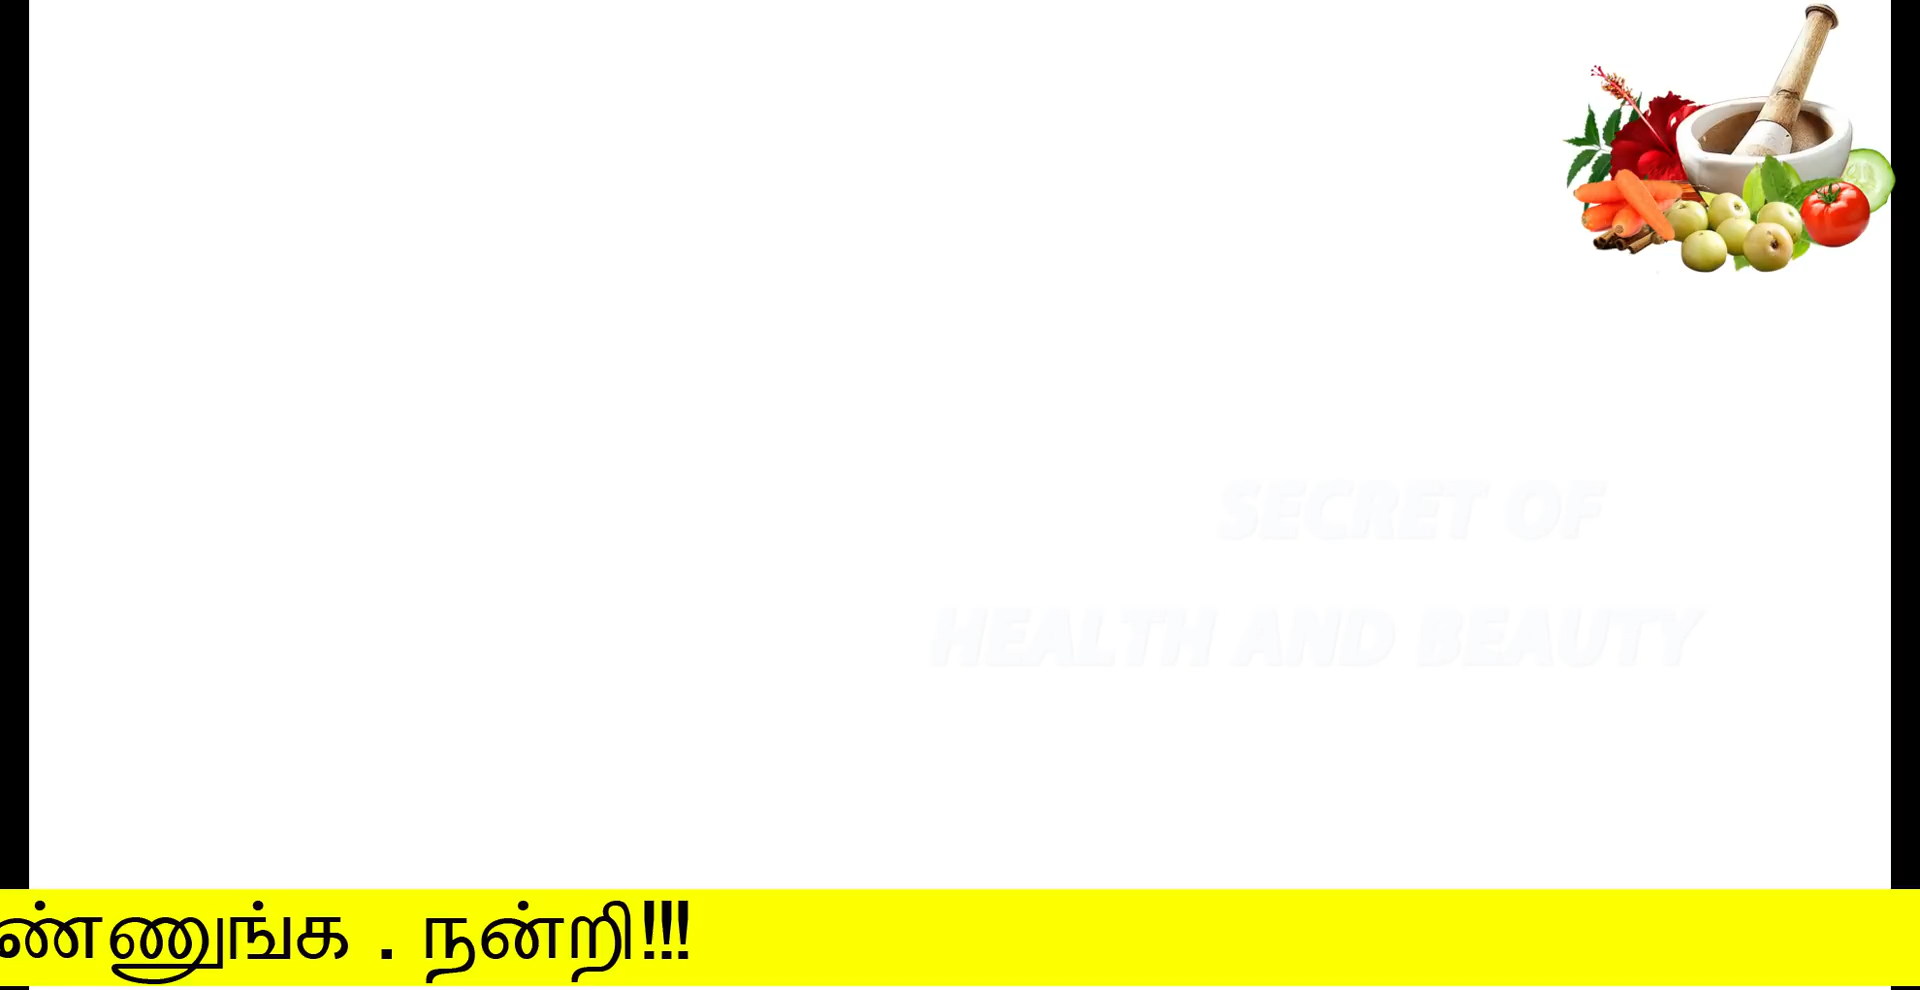 SECRET OF
HEALTH AND BEAUTY
. நன்றி!!!